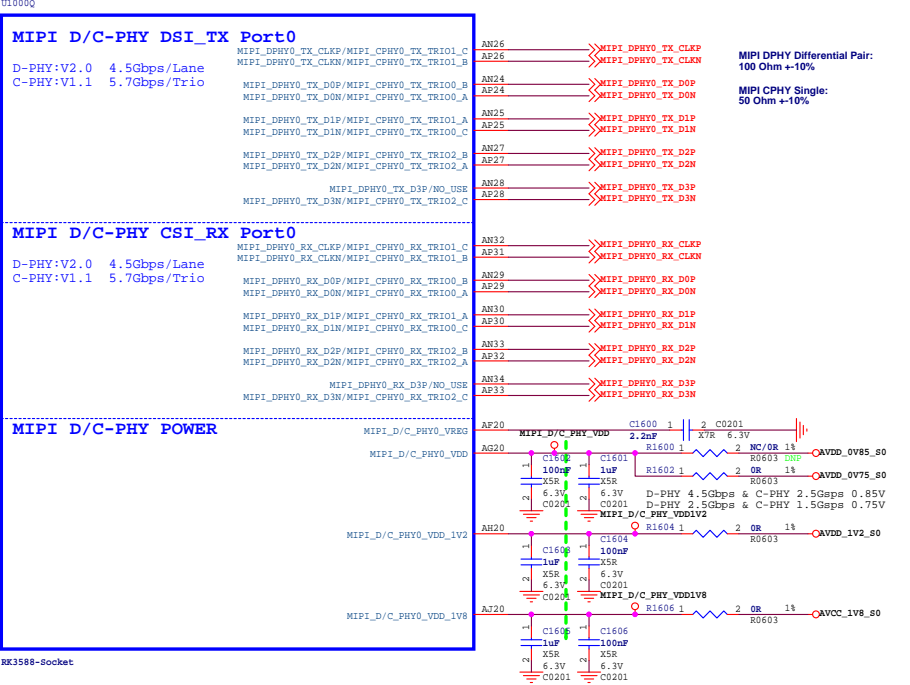 U1000Q
MIPI D/C-PHY DSI_TX Port0
D-PHY:V2.0 4.5Gbps/Lane
C-PHY:V1.1 5.7Gbps/Trio
MIPI_DPHY0_TX_CLKP/MIPI_CPHY0_TX_TRIO1_C AN26 MIPI_DPHY0_TX_CLKP
MIPI_DPHY0_TX_CLKN/MIPI_CPHY0_TX_TRIO1_B AP26 MIPI_DPHY0_TX_CLKN
MIPI_DPHY0_TX_D0P/MIPI_CPHY0_TX_TRIO0_B AN24 MIPI_DPHY0_TX_D0P
MIPI_DPHY0_TX_D0N/MIPI_CPHY0_TX_TRIO0_A AP24 MIPI_DPHY0_TX_D0N
MIPI_DPHY0_TX_D1P/MIPI_CPHY0_TX_TRIO1_A AN25 MIPI_DPHY0_TX_D1P
MIPI_DPHY0_TX_D1N/MIPI_CPHY0_TX_TRIO0_C AP25 MIPI_DPHY0_TX_D1N
MIPI_DPHY0_TX_D2P/MIPI_CPHY0_TX_TRIO2_B AN27 MIPI_DPHY0_TX_D2P
MIPI_DPHY0_TX_D2N/MIPI_CPHY0_TX_TRIO2_A AP27 MIPI_DPHY0_TX_D2N
MIPI_DPHY0_TX_D3P/NO_USE AN28 MIPI_DPHY0_TX_D3P
MIPI_DPHY0_TX_D3N/MIPI_CPHY0_TX_TRIO2_C AP28 MIPI_DPHY0_TX_D3N
MIPI DPHY Differential Pair:
100 Ohm +-10%
MIPI CPHY Single:
50 Ohm +-10%
MIPI D/C-PHY CSI_RX Port0
D-PHY:V2.0 4.5Gbps/Lane
C-PHY:V1.1 5.7Gbps/Trio
MIPI_DPHY0_RX_CLKP/MIPI_CPHY0_RX_TRIO1_C AN32 MIPI_DPHY0_RX_CLKP
MIPI_DPHY0_RX_CLKN/MIPI_CPHY0_RX_TRIO1_B AP31 MIPI_DPHY0_RX_CLKN
MIPI_DPHY0_RX_D0P/MIPI_CPHY0_RX_TRIO0_B AN29 MIPI_DPHY0_RX_D0P
MIPI_DPHY0_RX_D0N/MIPI_CPHY0_RX_TRIO0_A AP29 MIPI_DPHY0_RX_D0N
MIPI_DPHY0_RX_D1P/MIPI_CPHY0_RX_TRIO1_A AN30 MIPI_DPHY0_RX_D1P
MIPI_DPHY0_RX_D1N/MIPI_CPHY0_RX_TRIO0_C AP30 MIPI_DPHY0_RX_D1N
MIPI_DPHY0_RX_D2P/MIPI_CPHY0_RX_TRIO2_B AN33 MIPI_DPHY0_RX_D2P
MIPI_DPHY0_RX_D2N/MIPI_CPHY0_RX_TRIO2_A AP32 MIPI_DPHY0_RX_D2N
MIPI_DPHY0_RX_D3P/NO_USE AN34 MIPI_DPHY0_RX_D3P
MIPI_DPHY0_RX_D3N/MIPI_CPHY0_RX_TRIO2_C AP33 MIPI_DPHY0_RX_D3N
MIPI D/C-PHY POWER
MIPI_D/C_PHY0_VREG AF20 C1600 1 2 C0201
2.2nF X7R 6.3V
MIPI_D/C_PHY_VDD
MIPI_D/C_PHY0_VDD AG20 R1600 1 2 NC/0R 1% AVDD_0V85_S0
R0603 DNP
R1602 1 2 0R 1% AVDD_0V75_S0
R0603
1 C1602 1 C1601
100nF 1uF
X5R X5R
2 6.3V 2 6.3V
C0201 C0201
D-PHY 4.5Gbps & C-PHY 2.5Gsps 0.85V
D-PHY 2.5Gbps & C-PHY 1.5Gsps 0.75V
MIPI_D/C_PHY_VDD1V2
MIPI_D/C_PHY0_VDD_1V2 AH20 R1604 1 2 0R 1% AVDD_1V2_S0
R0603
1 C1603 1 C1604
1uF 100nF
X5R X5R
2 6.3V 2 6.3V
C0201 C0201
MIPI_D/C_PHY_VDD1V8
MIPI_D/C_PHY0_VDD_1V8 AJ20 R1606 1 2 0R 1% AVCC_1V8_S0
R0603
1 C1605 1 C1606
1uF 100nF
X5R X5R
2 6.3V 2 6.3V
C0201 C0201
RK3588-Socket